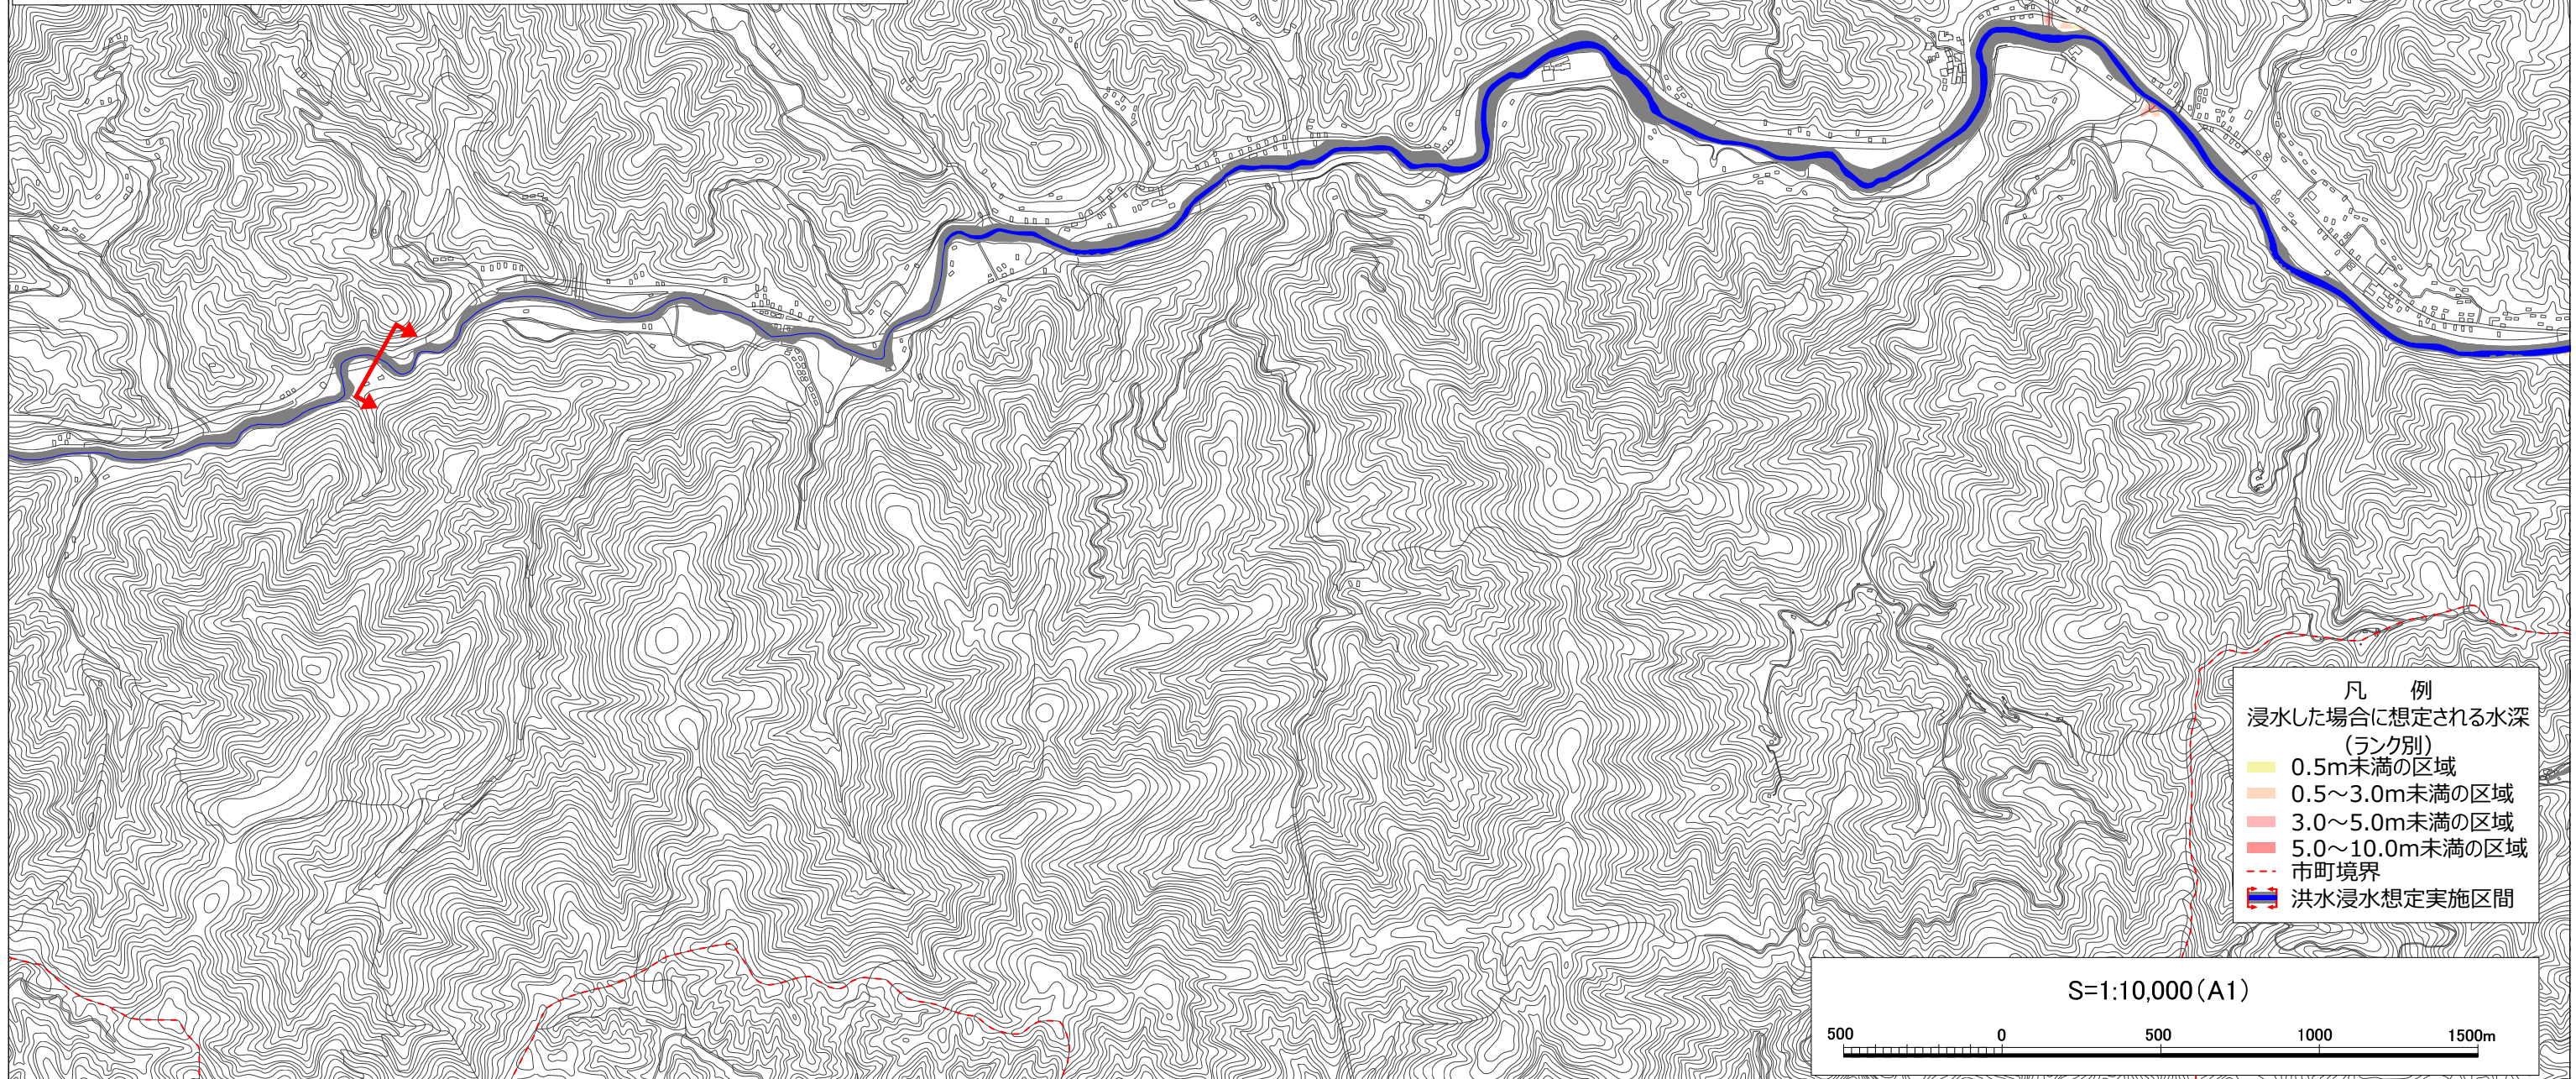 凡　例
浸水した場合に想定される水深
（ランク別）
0.5m未満の区域
0.5～3.0m未満の区域
3.0～5.0m未満の区域
5.0～10.0m未満の区域
市町境界
洪水浸水想定実施区間
S=1:10,000（A1）
500 0 500 1000 1500m